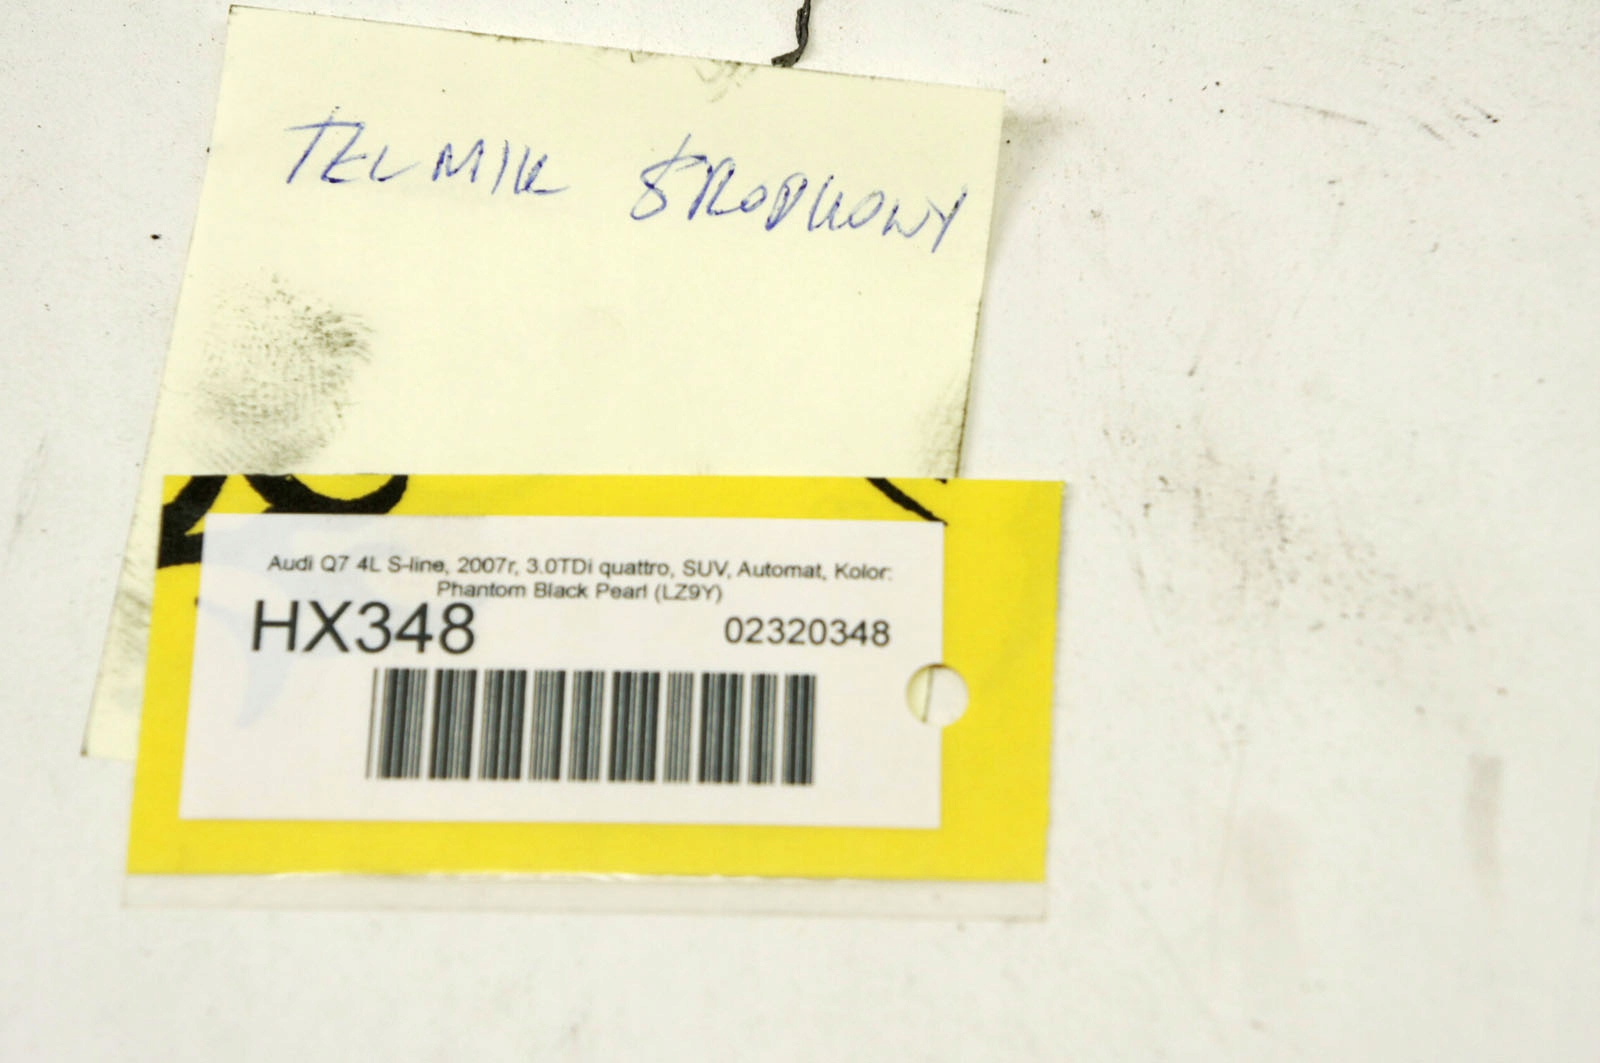 TŁUMIK ŚRODKOWY
Audi Q7 4L S-line, 2007r, 3.0TDi quattro, SUV, Automat, Kolor:
Phantom Black Pearl (LZ9Y)
HX348 02320348